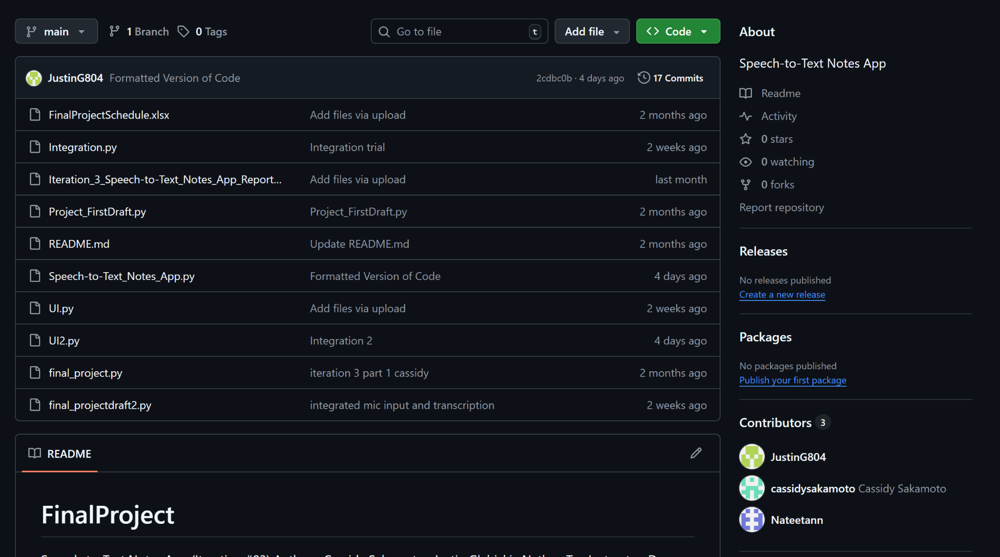 main 1 Branch 0 Tags Go to file t Add file Code
JustinG804 Formatted Version of Code 2cdbc0b · 4 days ago 17 Commits
FinalProjectSchedule.xlsx Add files via upload 2 months ago
Integration.py Integration trial 2 weeks ago
Iteration_3_Speech-to-Text_Notes_App_Report... Add files via upload last month
Project_FirstDraft.py Project_FirstDraft.py 2 months ago
README.md Update README.md 2 months ago
Speech-to-Text_Notes_App.py Formatted Version of Code 4 days ago
UI.py Add files via upload 2 weeks ago
UI2.py Integration 2 4 days ago
final_project.py iteration 3 part 1 cassidy 2 months ago
final_projectdraft2.py integrated mic input and transcription 2 weeks ago
README
FinalProject
About
Speech-to-Text Notes App
Readme
Activity
0 stars
0 watching
0 forks
Report repository
Releases
No releases published
Create a new release
Packages
No packages published
Publish your first package
Contributors 3
JustinG804
cassidysakamoto Cassidy Sakamoto
Nateetann